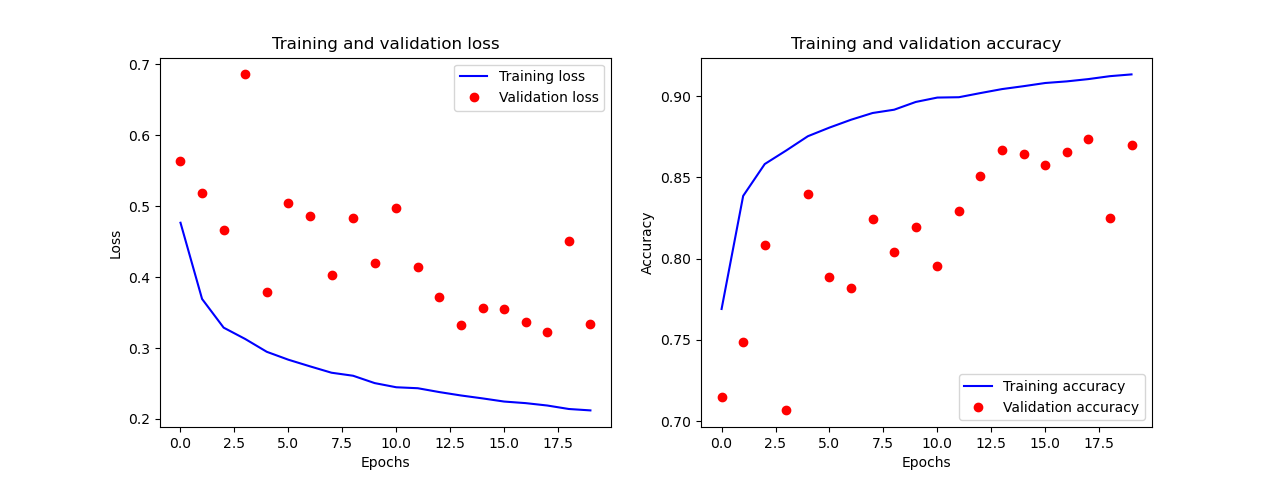 Training and validation loss
0.7
0.6
0.5
0.4
0.3
0.2
Loss
Training loss
Validation loss
0.0 2.5 5.0 7.5 10.0 12.5 15.0 17.5
Epochs
Training and validation accuracy
0.90
0.85
0.80
0.75
0.70
Accuracy
Training accuracy
Validation accuracy
0.0 2.5 5.0 7.5 10.0 12.5 15.0 17.5
Epochs